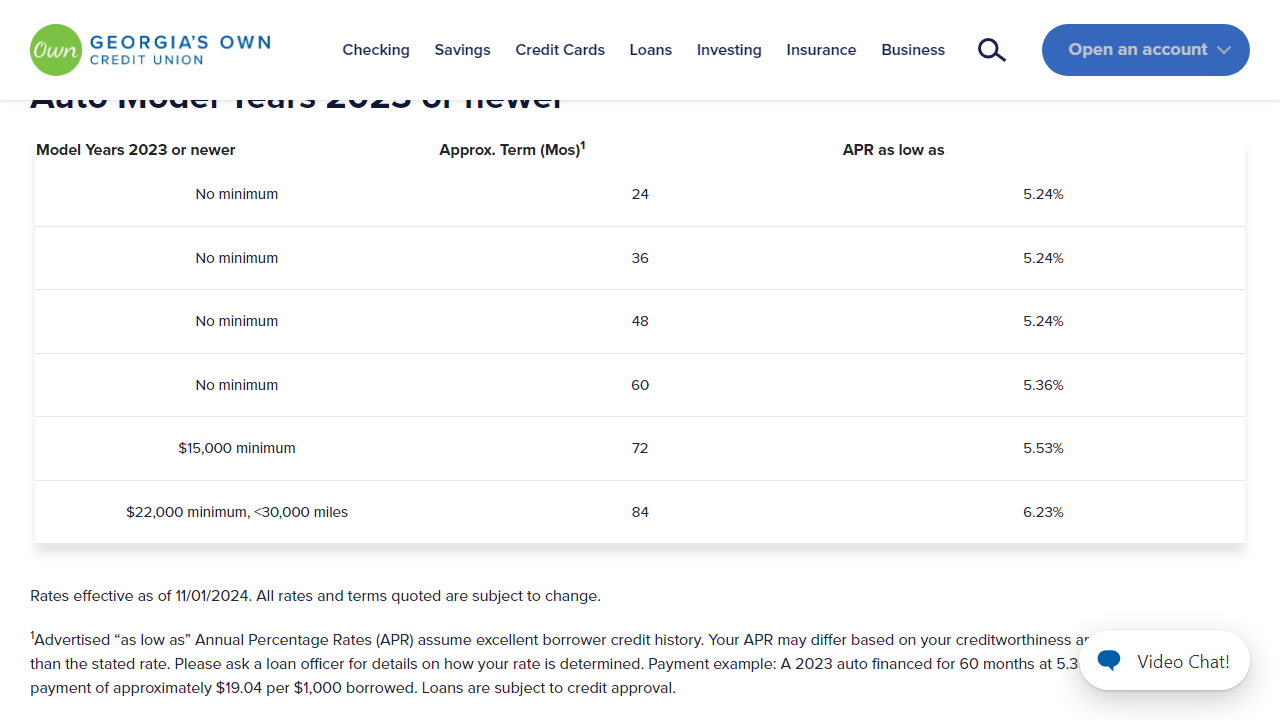 Own GEORGIA'S OWN
CREDIT UNION
Checking Savings Credit Cards Loans Investing Insurance Business
Open an account
Auto Model Years 2023 or newer
Model Years 2023 or newer Approx. Term (Mos)¹ APR as low as
No minimum 24 5.24%
No minimum 36 5.24%
No minimum 48 5.24%
No minimum 60 5.36%
$15,000 minimum 72 5.53%
$22,000 minimum, <30,000 miles 84 6.23%
Rates effective as of 11/01/2024. All rates and terms quoted are subject to change.
¹Advertised “as low as” Annual Percentage Rates (APR) assume excellent borrower credit history. Your APR may differ based on your creditworthiness
than the stated rate. Please ask a loan officer for details on how your rate is determined. Payment example: A 2023 auto financed for 60 months at
payment of approximately $19.04 per $1,000 borrowed. Loans are subject to credit approval.
Video Chat!